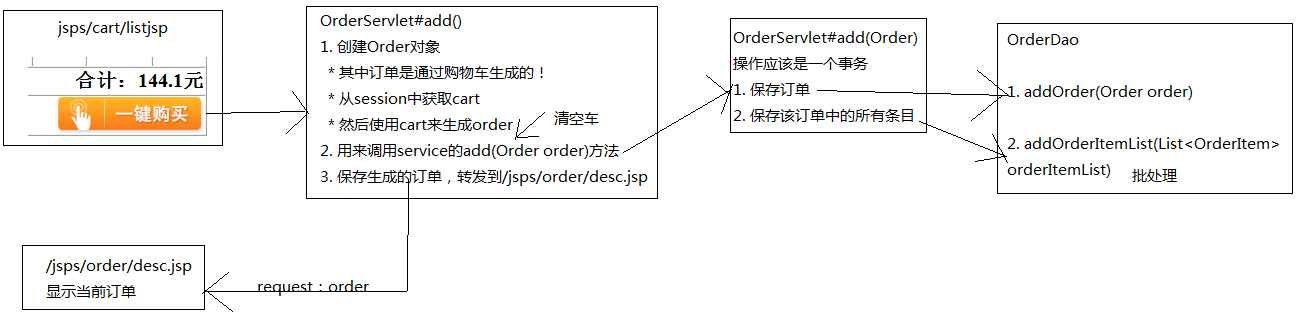 jsps/cart/listjsp
合计：144.1元
一键购买
OrderServlet#add()
1. 创建Order对象
* 其中订单是通过购物车生成的！
* 从session中获取cart
* 然后使用cart来生成order
清空车
2. 用来调用service的add(Order order)方法
3. 保存生成的订单，转发到/jsps/order/desc.jsp
OrderServlet#add(Order)
操作应该是一个事务
1. 保存订单
2. 保存该订单中的所有条目
OrderDao
1. addOrder(Order order)
2. addOrderItemList(List<OrderItem>
orderItemList)
批处理
/jsps/order/desc.jsp
显示当前订单
request：order